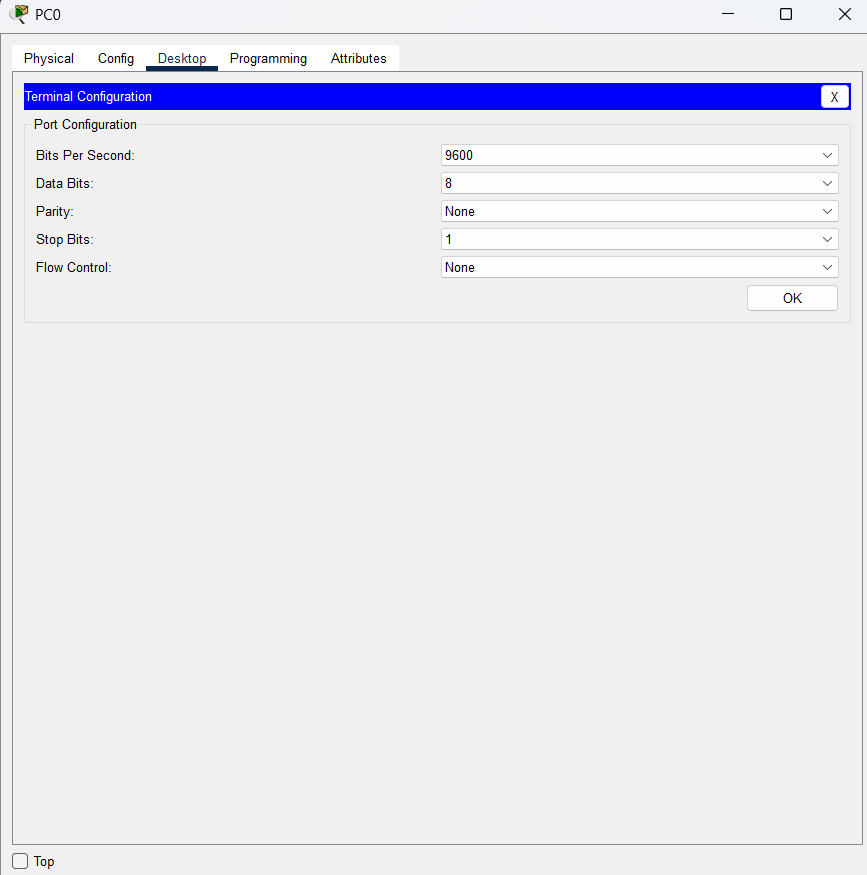 PC0
Physical Config Desktop Programming Attributes
Terminal Configuration X
Port Configuration
Bits Per Second: 9600
Data Bits: 8
Parity: None
Stop Bits: 1
Flow Control: None
OK
Top